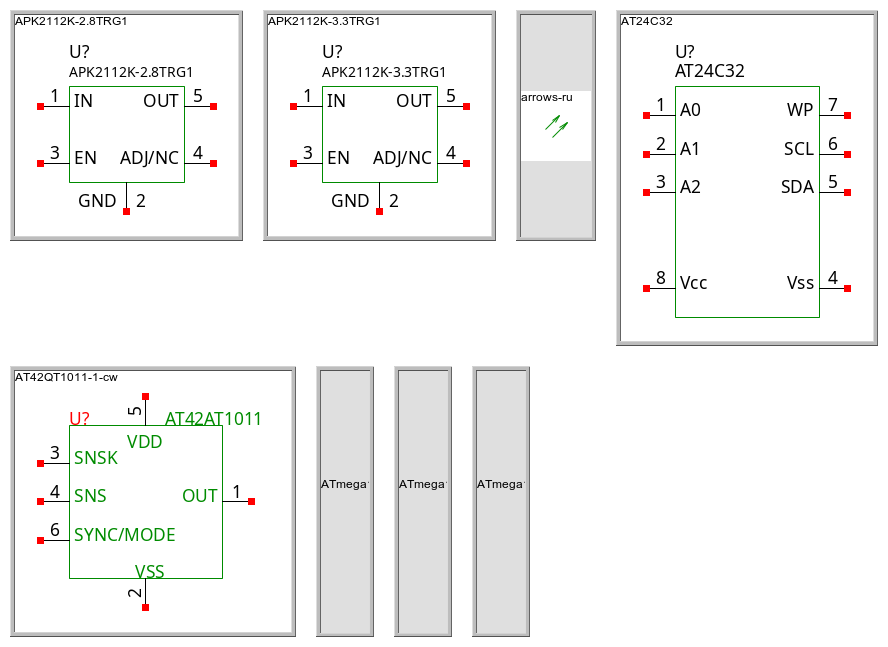 APK2112K-2.8TRG1
U?
APK2112K-2.8TRG1
1 IN OUT 5
3 EN ADJ/NC 4
GND 2
APK2112K-3.3TRG1
U?
APK2112K-3.3TRG1
1 IN OUT 5
3 EN ADJ/NC 4
GND 2
arrows-ru
AT24C32
U?
AT24C32
1 A0 WP 7
2 A1 SCL 6
3 A2 SDA 5
8 Vcc Vss 4
AT42QT1011-1-cw
5
U? AT42AT1011
VDD
3 SNSK
4 SNS OUT 1
6 SYNC/MODE
VSS
2
ATmega
ATmega
ATmega